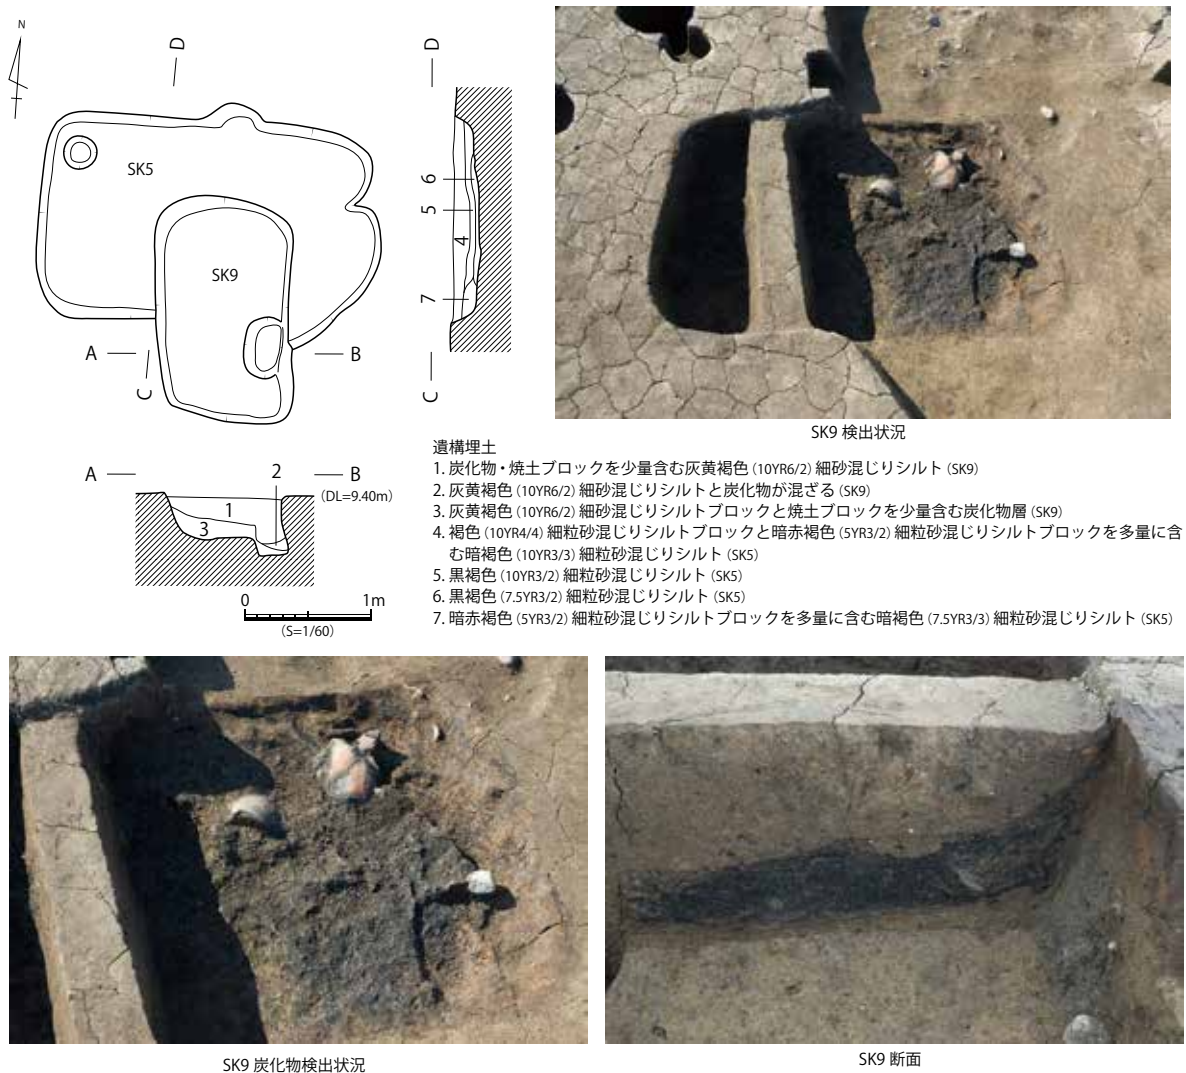 N
D
D
SK5
SK9
6
5
4
7
A
B
C
C
SK9 検出状況
遺構埋土
1. 炭化物・焼土ブロックを少量含む灰黄褐色 (10YR6/2) 細砂混じりシルト (SK9)
2. 灰黄褐色 (10YR6/2) 細砂混じりシルトと炭化物が混ざる (SK9)
3. 灰黄褐色 (10YR6/2) 細砂混じりシルトブロックと焼土ブロックを少量含む炭化物層 (SK9)
4. 褐色 (10YR4/4) 細粒砂混じりシルトブロックと暗赤褐色 (5YR3/2) 細粒砂混じりシルトブロックを多量に含
む暗褐色 (10YR3/3) 細粒砂混じりシルト (SK5)
5. 黒褐色 (10YR3/2) 細粒砂混じりシルト (SK5)
6. 黒褐色 (7.5YR3/2) 細粒砂混じりシルト (SK5)
7. 暗赤褐色 (5YR3/2) 細粒砂混じりシルトブロックを多量に含む暗褐色 (7.5YR3/3) 細粒砂混じりシルト (SK5)
A
2
B
(DL=9.40m)
1
3
0 1m
(S=1/60)
SK9 炭化物検出状況
SK9 断面